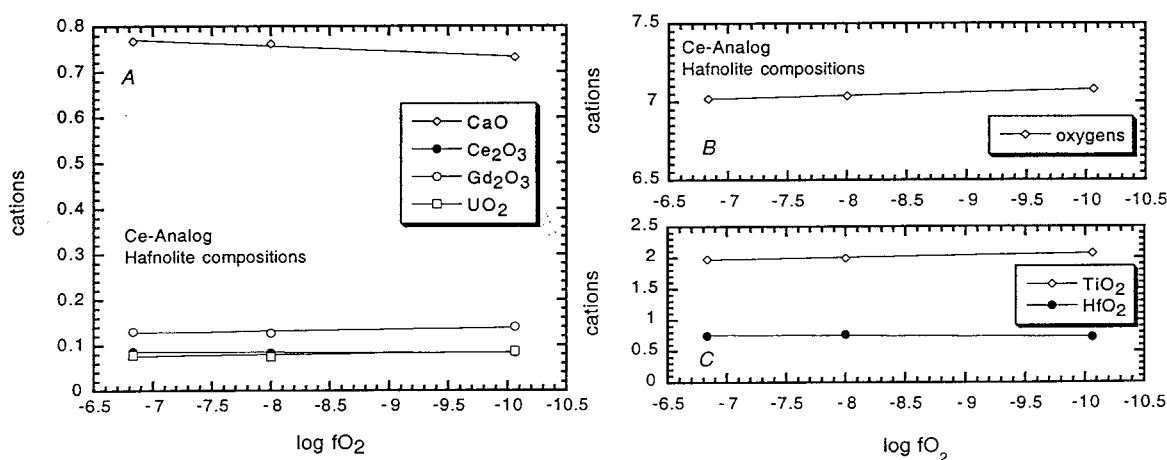 0.8
0.7
0.6
0.5
0.4
0.3
0.2
0.1
0
cations
A
CaO
Ce2O3
Gd2O3
UO2
Ce-Analog
Hafnolite compositions
-6.5 -7 -7.5 -8 -8.5 -9 -9.5 -10 -10.5
log fO2
7.5
7
6.5
cations
Ce-Analog
Hafnolite compositions
B
oxygens
-6.5 -7 -7.5 -8 -8.5 -9 -9.5 -10 -10.5
2.5
2
1.5
1
0.5
0
cations
TiO2
HfO2
C
-6.5 -7 -7.5 -8 -8.5 -9 -9.5 -10 -10.5
log fO2